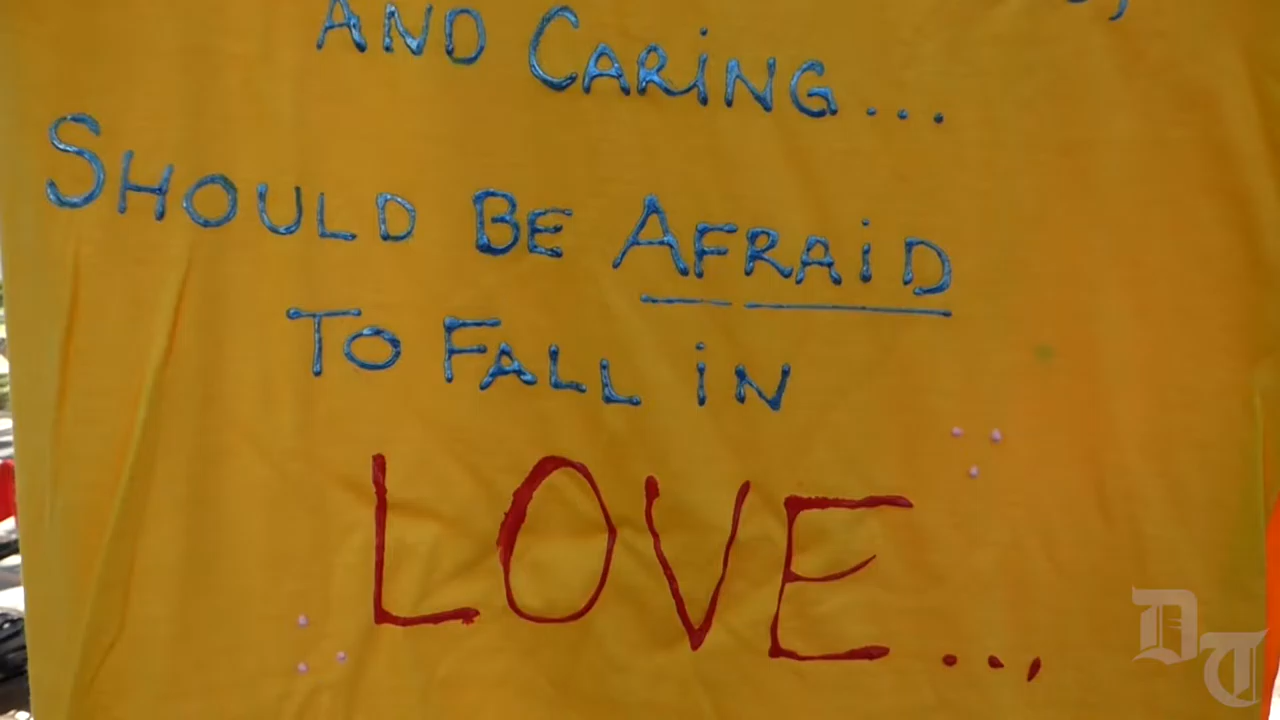 AND CARiNG...
SHOULD BE AFRAiD
TO FALL iN
LOVE...
DT